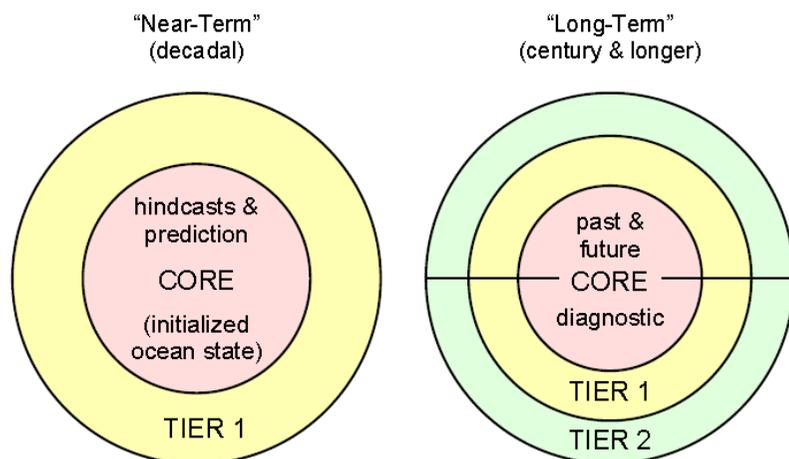 “Near-Term”
(decadal)
hindcasts &
prediction
CORE
(initialized
ocean state)
TIER 1
“Long-Term”
(century & longer)
past &
future
CORE
diagnostic
TIER 1
TIER 2